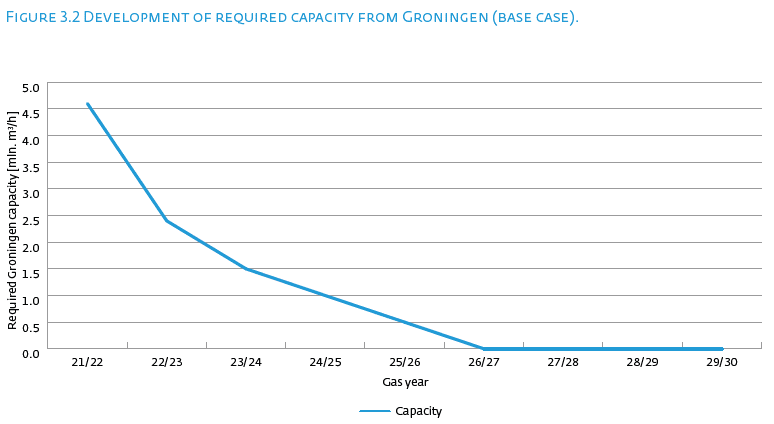 Figure 3.2 Development of required capacity from Groningen (base case).
Required Groningen capacity [mln. m³/h]
5.0
4.5
4.0
3.5
3.0
2.5
2.0
1.5
1.0
0.5
0.0
21/22 22/23 23/24 24/25 25/26 26/27 27/28 28/29 29/30
Gas year
Capacity